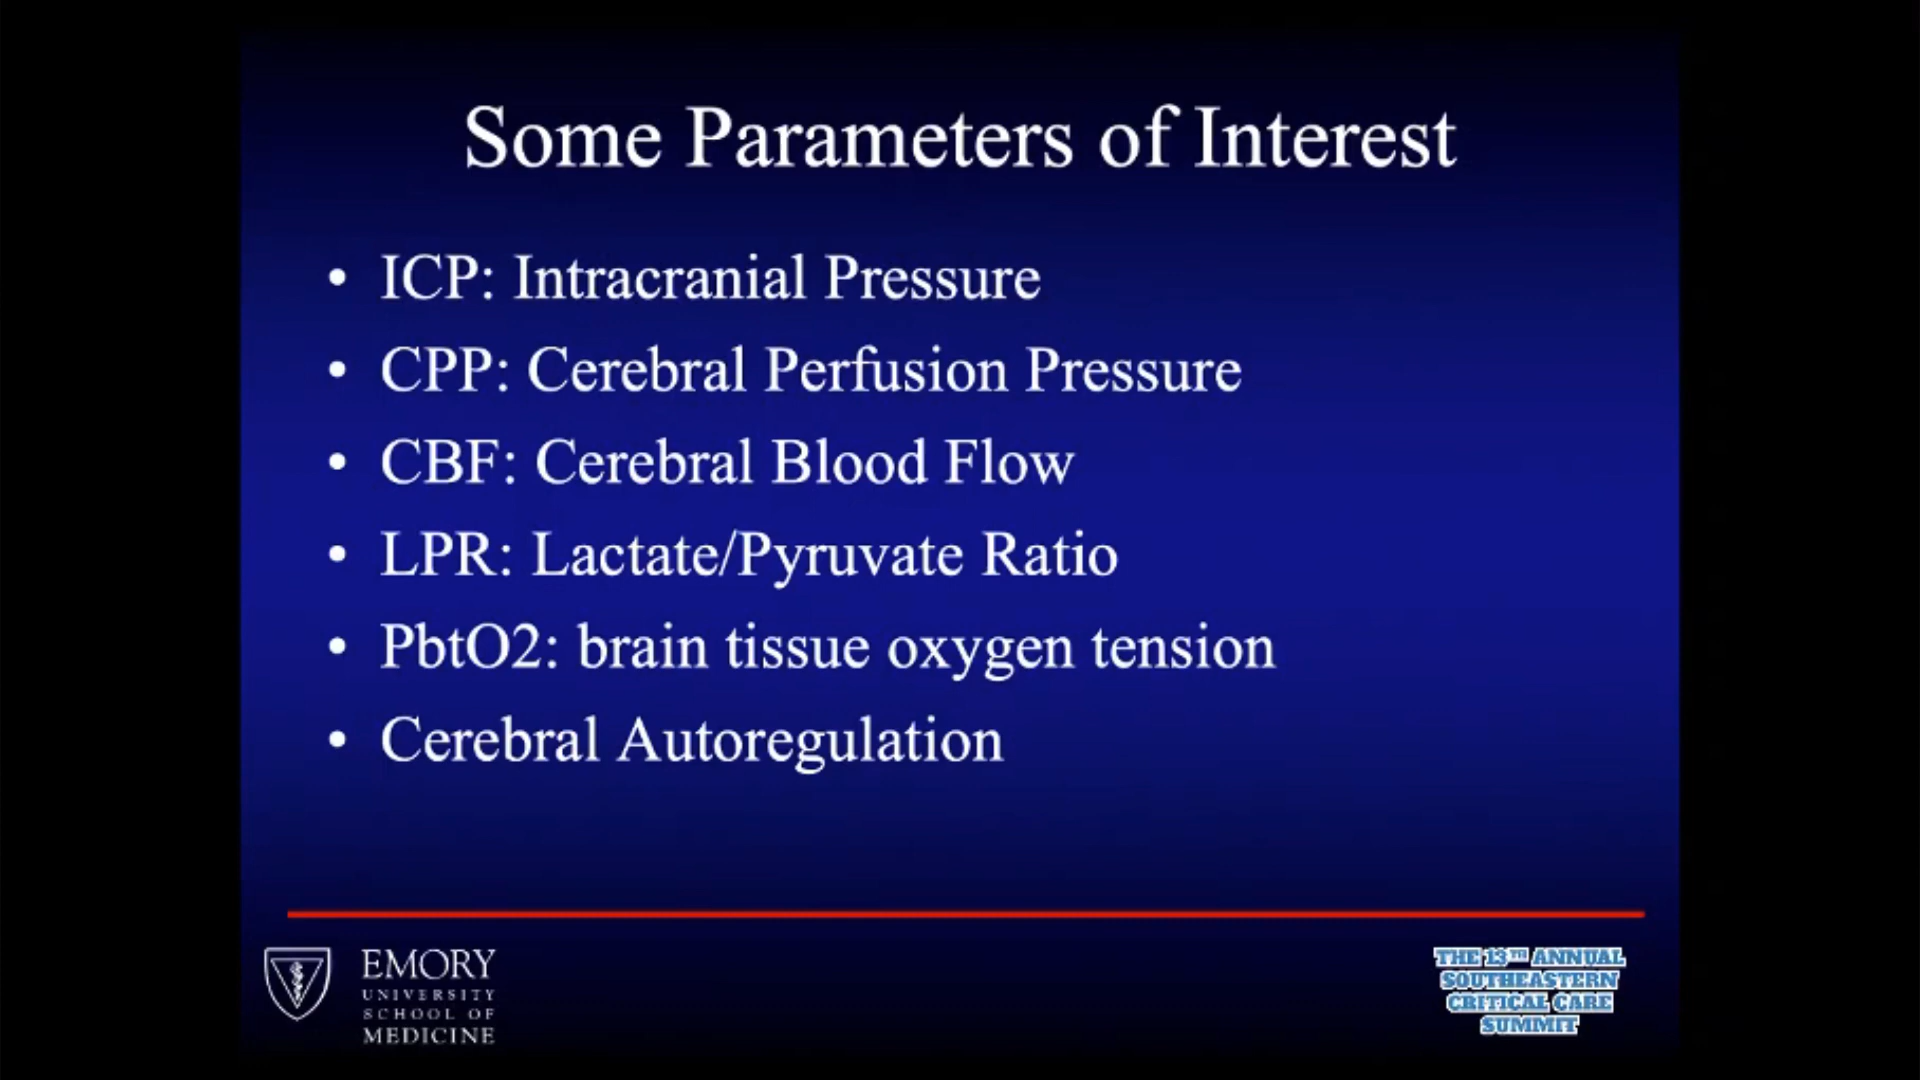 Some Parameters of Interest
• ICP: Intracranial Pressure
• CPP: Cerebral Perfusion Pressure
• CBF: Cerebral Blood Flow
• LPR: Lactate/Pyruvate Ratio
• PbtO2: brain tissue oxygen tension
• Cerebral Autoregulation
EMORY
UNIVERSITY
SCHOOL OF
MEDICINE
THE 13TH ANNUAL
SOUTHEASTERN
CRITICAL CARE
SUMMIT